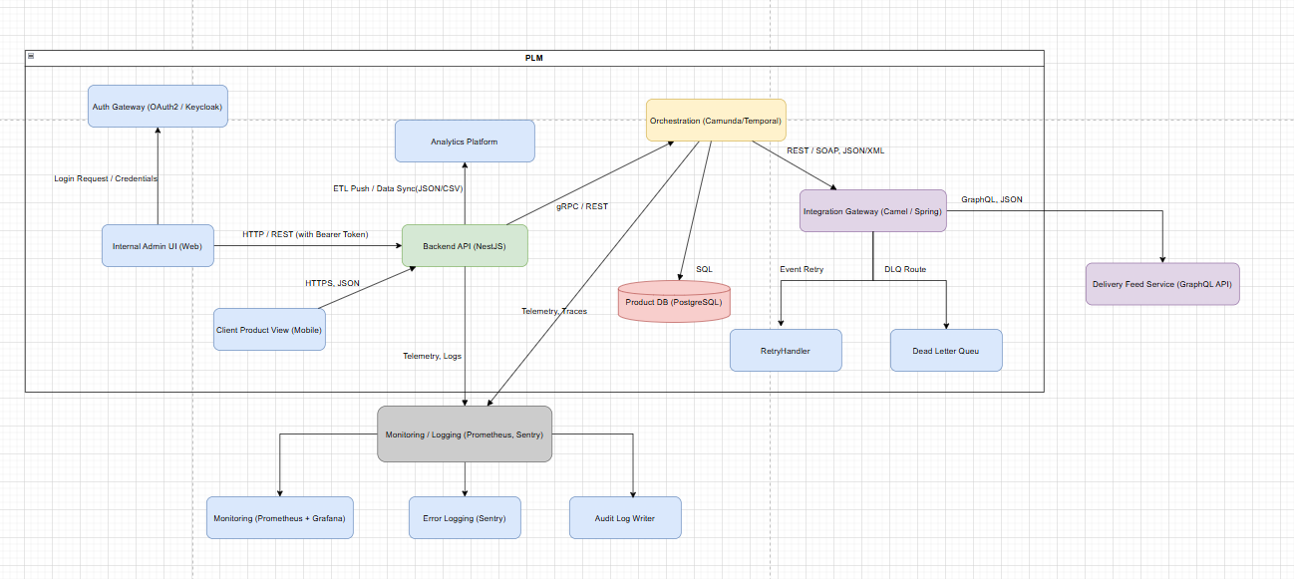 PLM
Auth Gateway (OAuth2 / Keycloak)
Orchestration (Camunda/Temporal)
Analytics Platform
REST / SOAP, JSON/XML
Login Request / Credentials
ETL Push / Data Sync(JSON/CSV)
gRPC / REST
GraphQL, JSON
Integration Gateway (Camel / Spring)
HTTP / REST (with Bearer Token)
Internal Admin UI (Web)
Backend API (NestJS)
SQL
Event Retry
DLQ Route
HTTPS, JSON
Delivery Feed Service (GraphQL API)
Product DB (PostgreSQL)
Telemetry, Traces
Client Product View (Mobile)
Telemetry, Logs
RetryHandler
Dead Letter Queu
Monitoring / Logging (Prometheus, Sentry)
Monitoring (Prometheus + Grafana)
Error Logging (Sentry)
Audit Log Writer